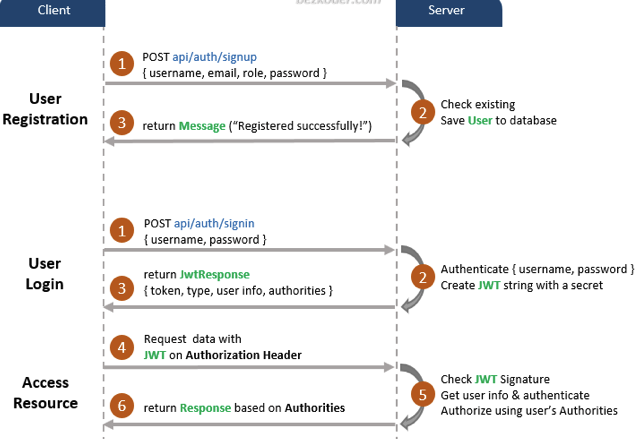 Client
bezkoder.com
Server
User
Registration
1
POST api/auth/signup
{ username, email, role, password }
2
Check existing
Save User to database
3
return Message ("Registered successfully!")
User
Login
1
POST api/auth/signin
{ username, password }
2
Authenticate { username, password }
Create JWT string with a secret
3
return JwtResponse
{ token, type, user info, authorities }
Access
Resource
4
Request data with
JWT on Authorization Header
5
Check JWT Signature
Get user info & authenticate
Authorize using user's Authorities
6
return Response based on Authorities